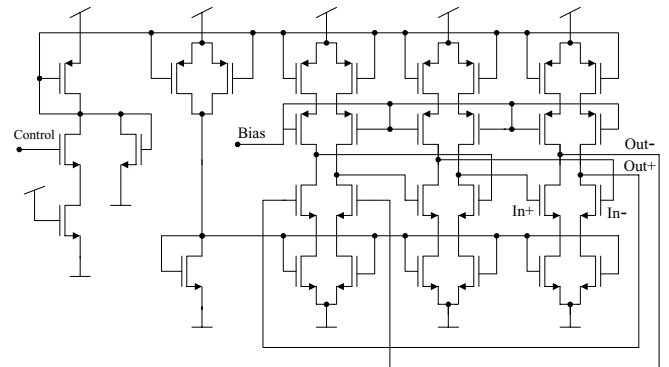 Control
Bias
Out-
Out+
In+
In-